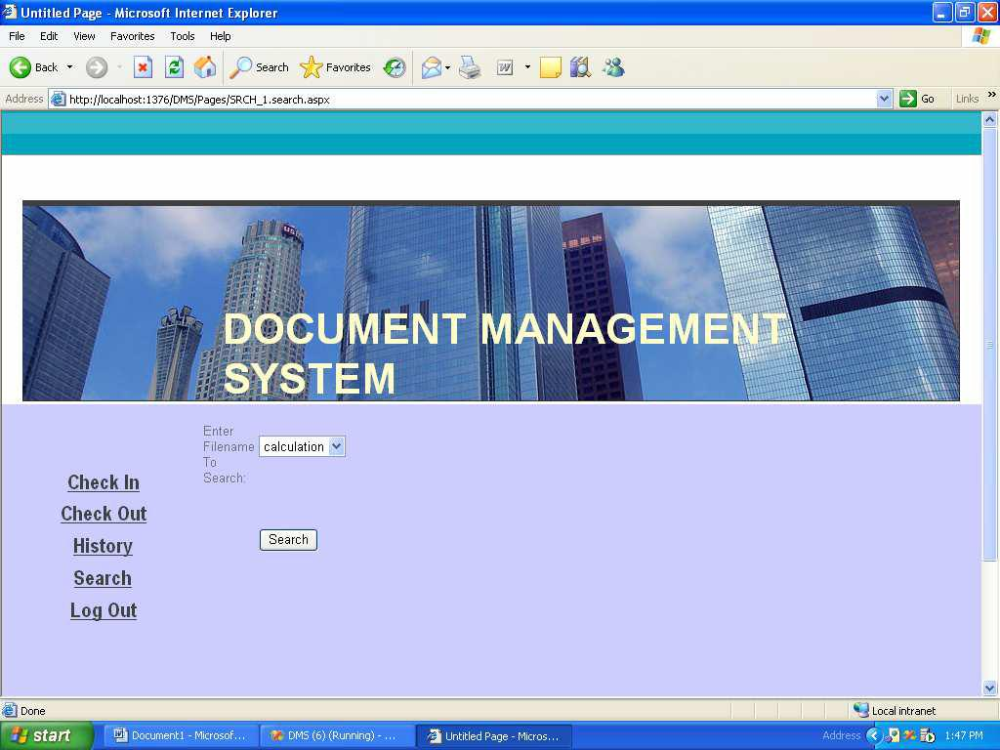 Untitled Page - Microsoft Internet Explorer
File Edit View Favorites Tools Help
Back Search Favorites
Address http://localhost:1376/DMS/Pages/SRCH_1.search.aspx Go Links »
DOCUMENT MANAGEMENT
SYSTEM
Enter
Filename calculation
To
Search:
Search
Check In
Check Out
History
Search
Log Out
Done Local intranet
start Document1 - Microsof... DMS (6) (Running) - ... Untitled Page - Micros... Address 1:47 PM